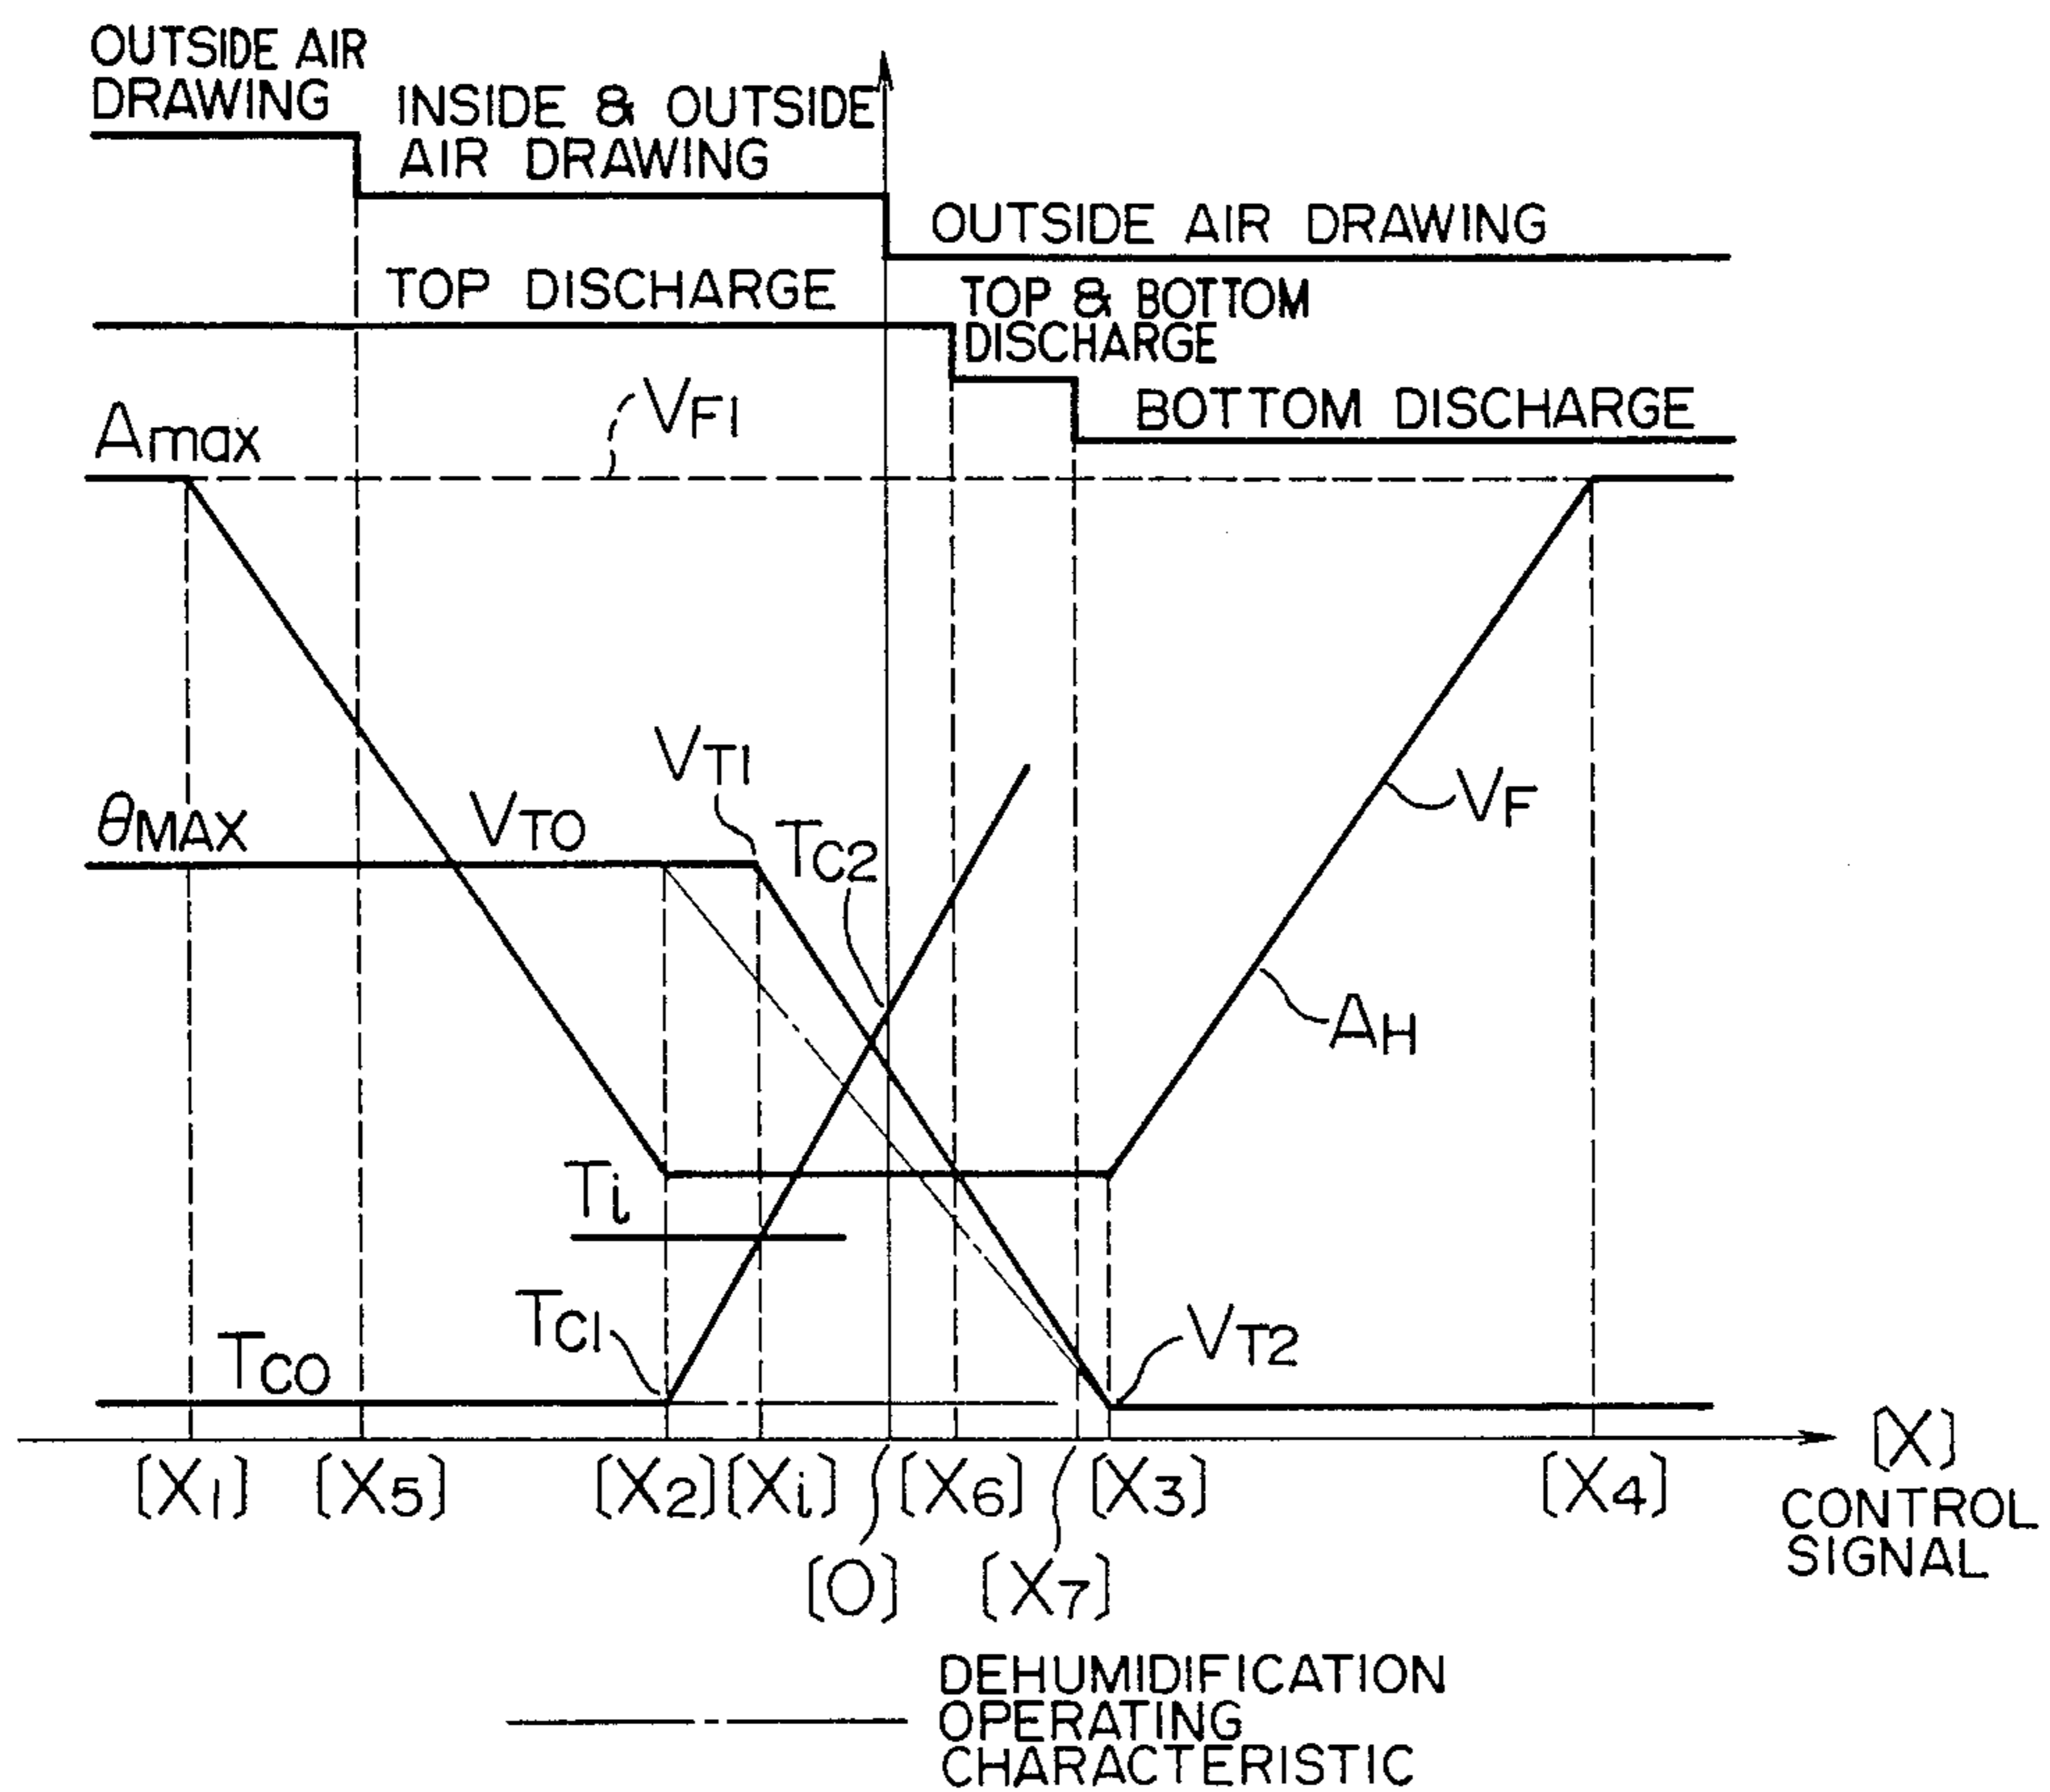 OUTSIDE AIR
DRAWING
INSIDE & OUTSIDE
AIR DRAWING
OUTSIDE AIR DRAWING
TOP DISCHARGE
TOP & BOTTOM
DISCHARGE
BOTTOM DISCHARGE
Amax
VF1
θMAX
VTO
VT1
TC2
VF
AH
Ti
TC1
TCO
VT2
[X1]
[X5]
[X2]
[Xi]
[X6]
[X3]
[X4]
[X]
CONTROL
SIGNAL
[O]
[X7]
DEHUMIDIFICATION
OPERATING
CHARACTERISTIC